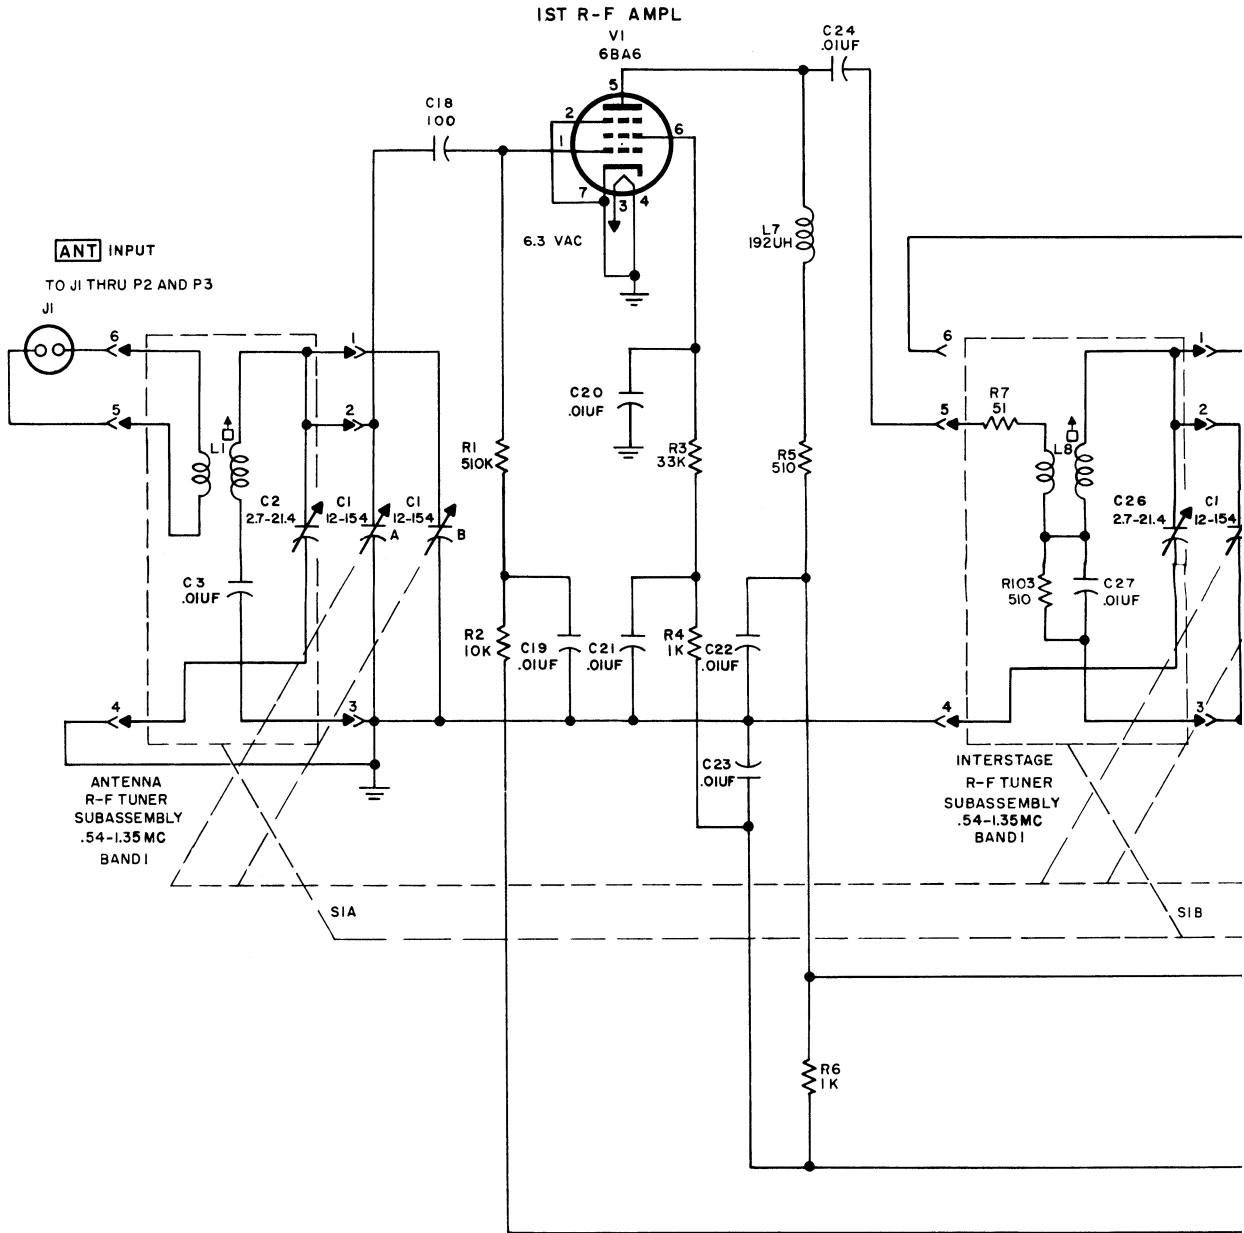 1ST R-F AMPL
V1
6BA6
C24
.01UF
5
C18
100
2
1
6
7
3
4
6.3 VAC
L7
192UH
ANT INPUT
TO J1 THRU P2 AND P3
J1
6
1
5
2
L1
C20
.01UF
R1
510K
R3
33K
R5
510
6
1
R7
51
5
2
L8
C2
2.7-21.4
C1
12-154
A
C1
12-154
B
C26
2.7-21.4
C1
12-154
C3
.01UF
R103
510
C27
.01UF
R2
10K
C19
.01UF
C21
.01UF
R4
1K
C22
.01UF
4
3
4
3
C23
.01UF
ANTENNA
R-F TUNER
SUBASSEMBLY
.54-1.35MC
BAND 1
INTERSTAGE
R-F TUNER
SUBASSEMBLY
.54-1.35MC
BAND 1
S1A
S1B
R6
1K